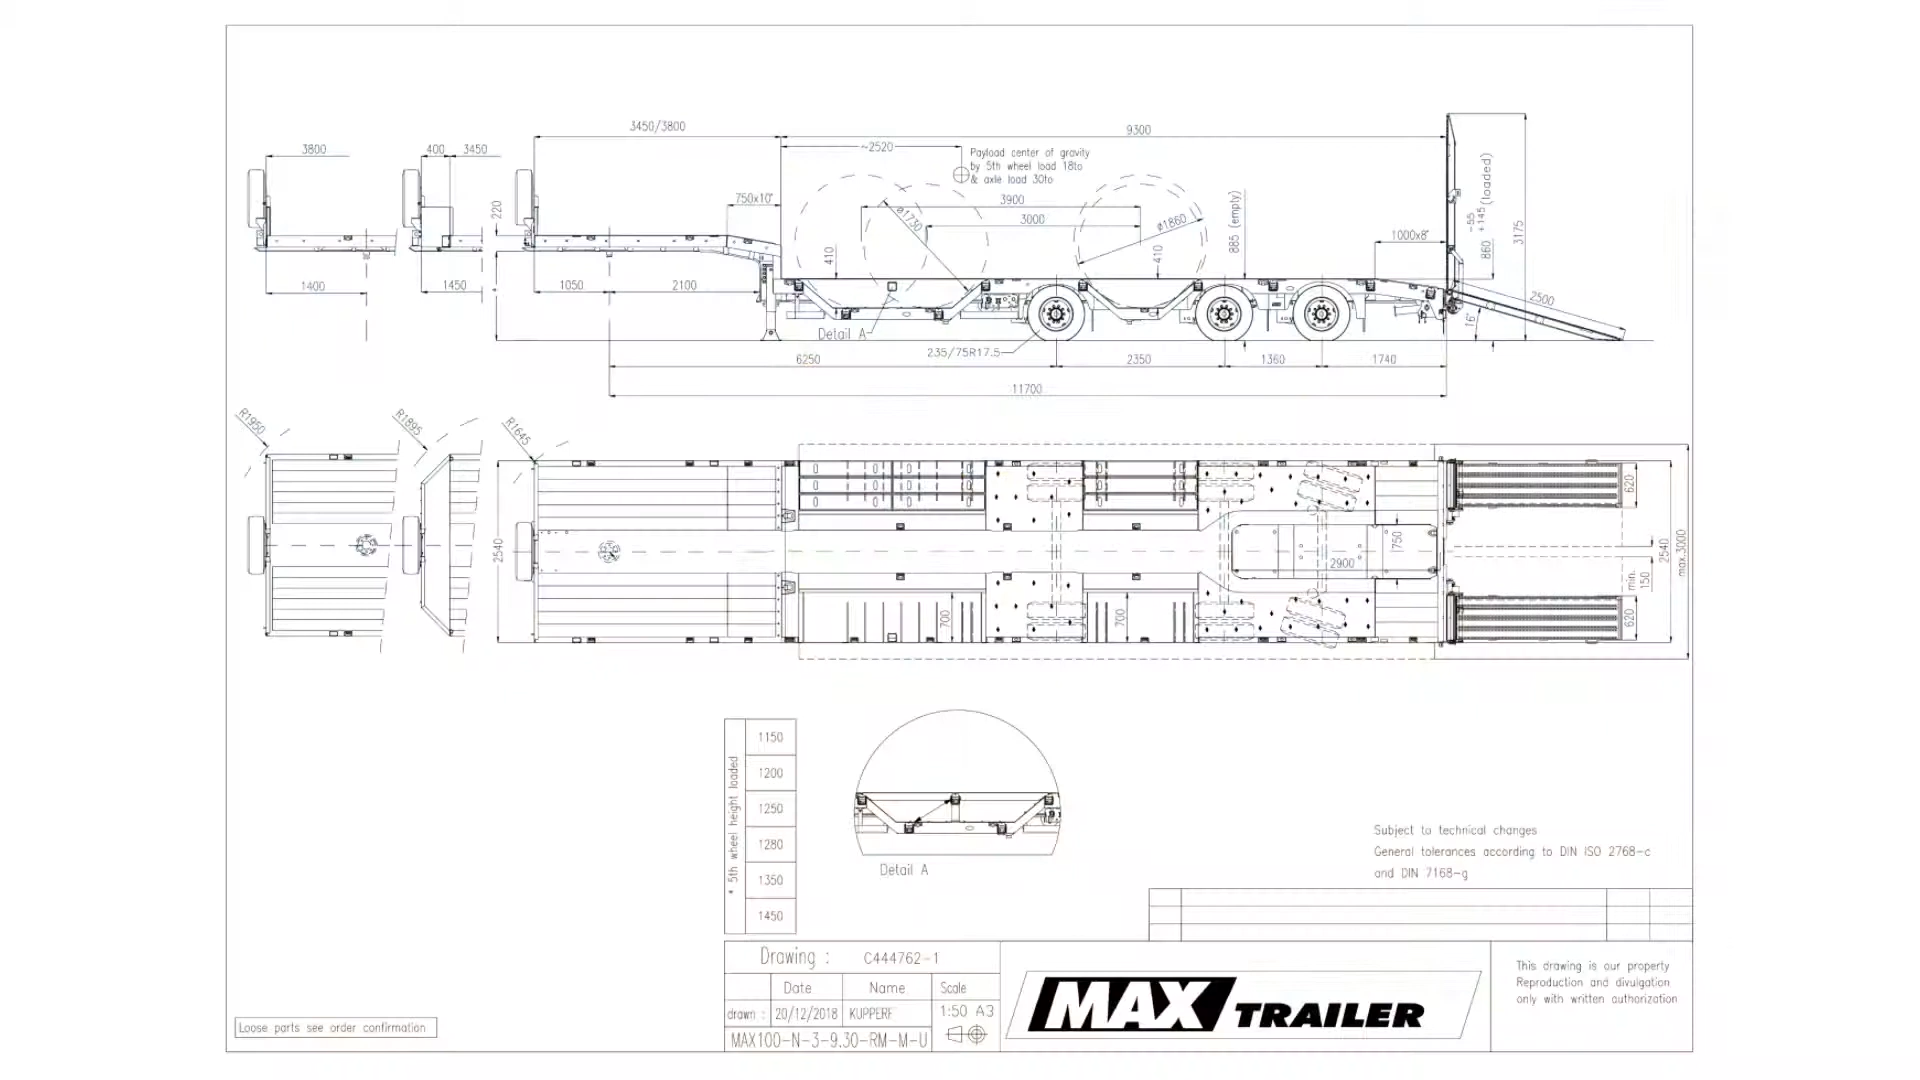 3450/3800
9300
3800
400
3450
~2520
Payload center of gravity
by 5th wheel load 18to
& axle load 30to
750x10°
3900
3000
ø1730
ø1860
220
410
410
885 (empty)
1000x8°
860 +145 -55 (loaded)
3175
1400
1450
1050
2100
2500
16°
*
Detail A
235/75R17.5
6250
2350
1360
1740
11700
R1950
R1895
R1645
2540
750
2900
700
700
620
620
min. 150
2540
max.3000
* 5th wheel height loaded
1150
1200
1250
1280
1350
1450
Detail A
Subject to technical changes
General tolerances according to DIN ISO 2768-c
and DIN 7168-g
Drawing : C444762-1
Date Name Scale
drawn : 20/12/2018 KUPPERF 1:50 A3
MAX100-N-3-9.30-RM-M-U
MAX TRAILER
This drawing is our property
Reproduction and divulgation
only with written authorization
Loose parts see order confirmation